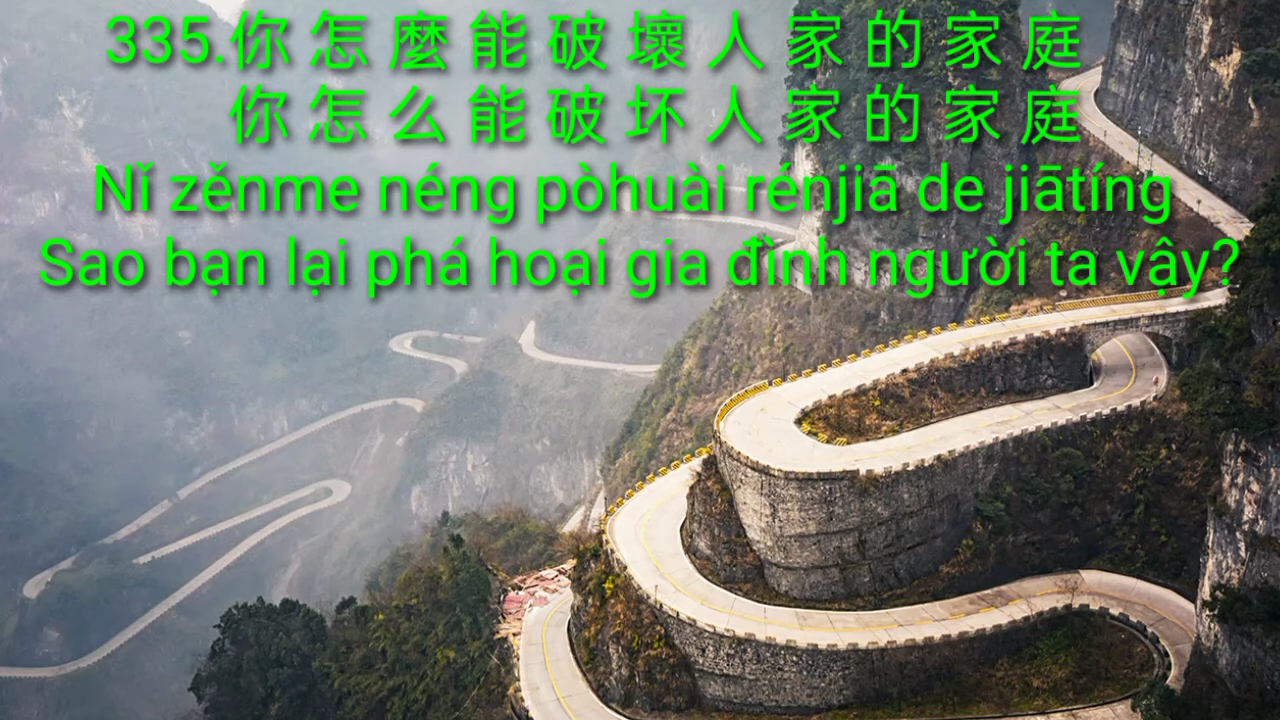 335.你怎麼能破壞人家的家庭
你怎么能破坏人家的家庭
Nǐ zěnme néng pòhuài rénjiā de jiātíng
Sao bạn lại phá hoại gia đình người ta vậy?